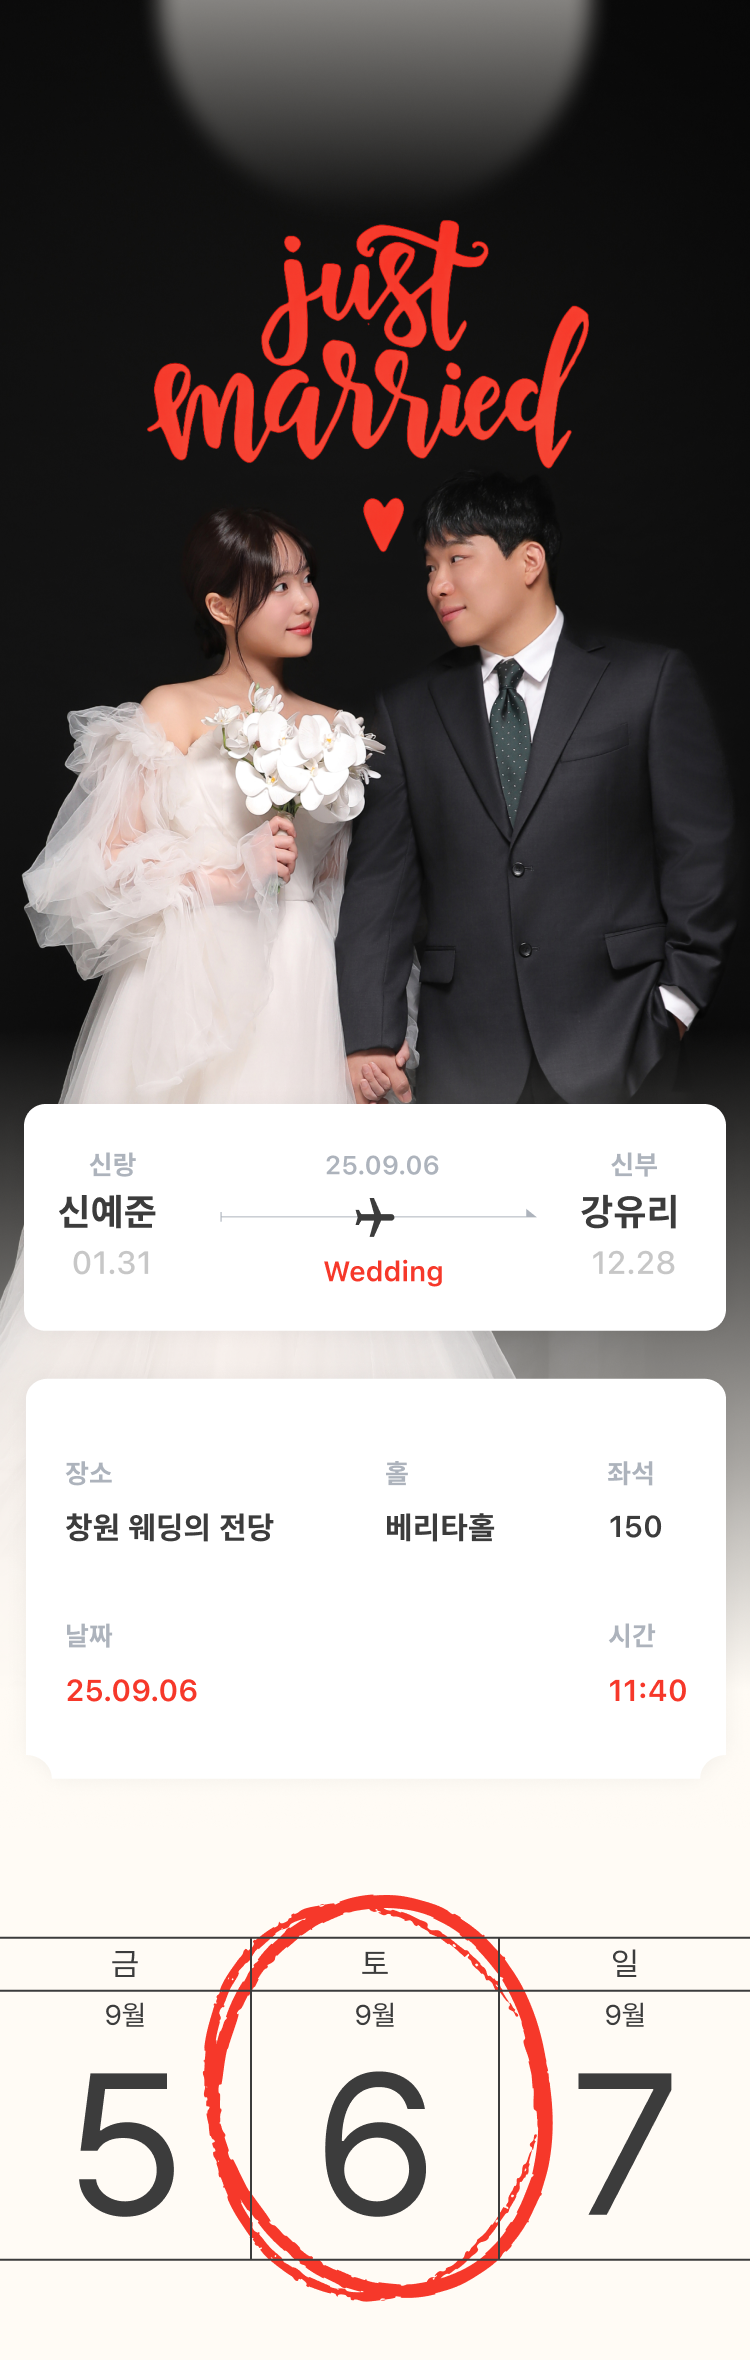 just
married
신랑 25.09.06 신부
신예준 강유리
01.31 Wedding 12.28
장소 홀 좌석
창원 웨딩의 전당 베리타홀 150
날짜 시간
25.09.06 11:40
금 토 일
9월 9월 9월
5 6 7